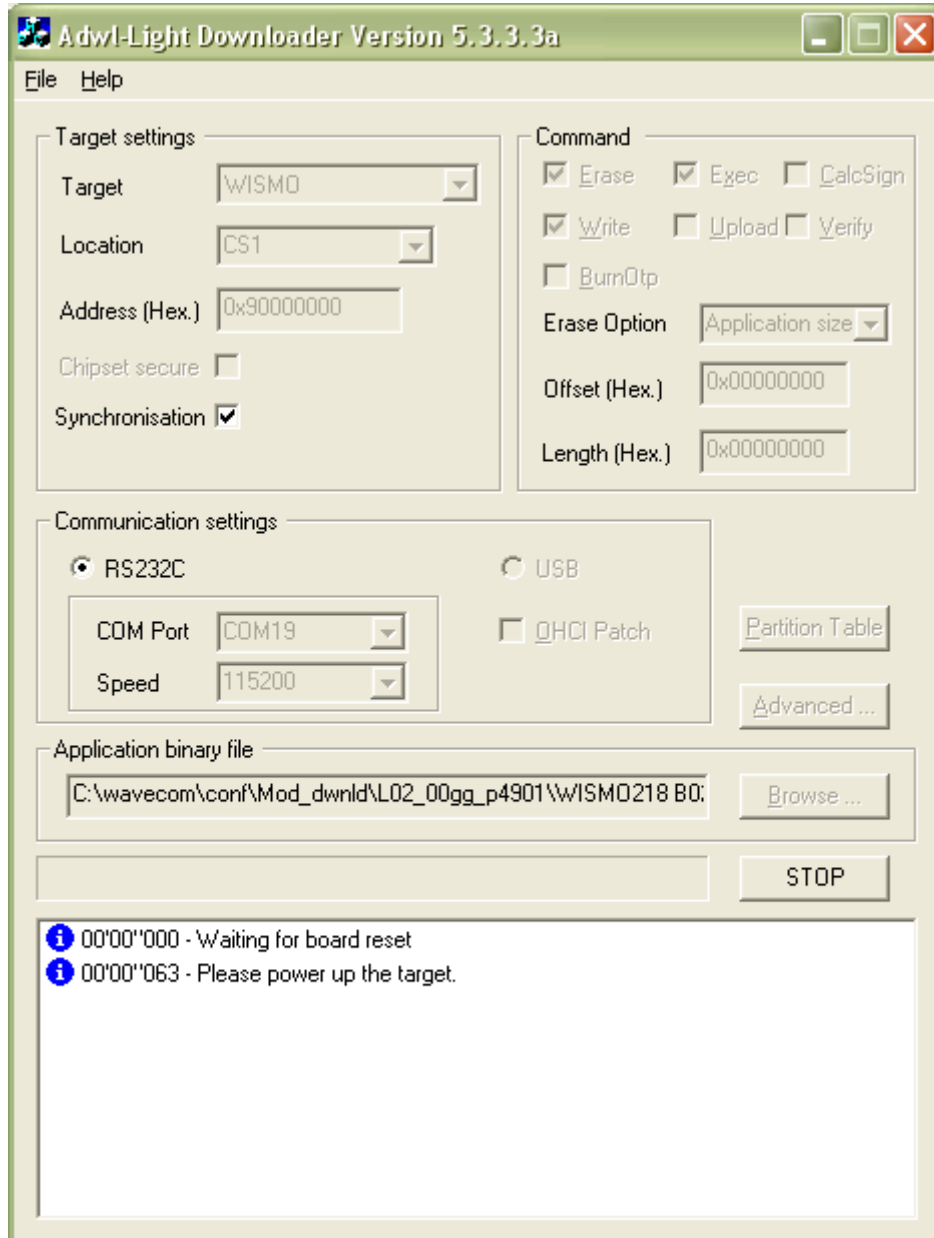 Adwl-Light Downloader Version 5.3.3.3a
File Help
Target settings
Target WISMO
Location CS1
Address (Hex.) 0x90000000
Chipset secure
Synchronisation
Command
Erase Exec CalcSign
Write Upload Verify
BurnOtp
Erase Option Application size
Offset (Hex.) 0x00000000
Length (Hex.) 0x00000000
Communication settings
RS232C USB
COM Port COM19
Speed 115200
OHCI Patch
Partition Table
Advanced ...
Application binary file
C:\wavecom\conf\Mod_dwnld\L02_00gg_p4901\WISMO218
Browse ...
STOP
00'00"000 - Waiting for board reset
00'00"063 - Please power up the target.